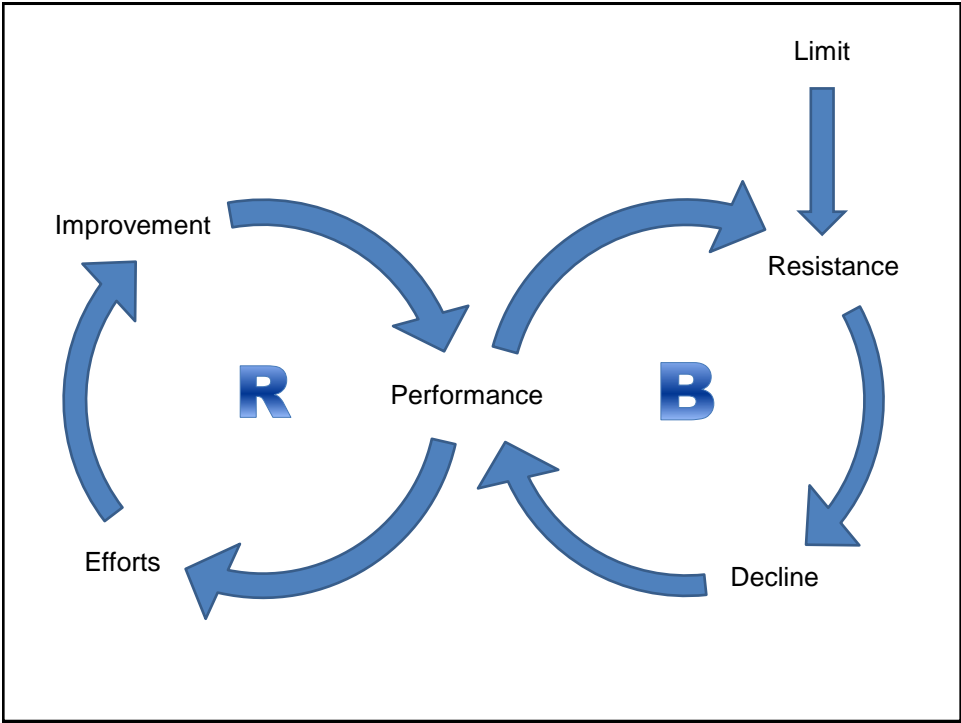 Limit
Improvement
Resistance
R
Performance
B
Efforts
Decline